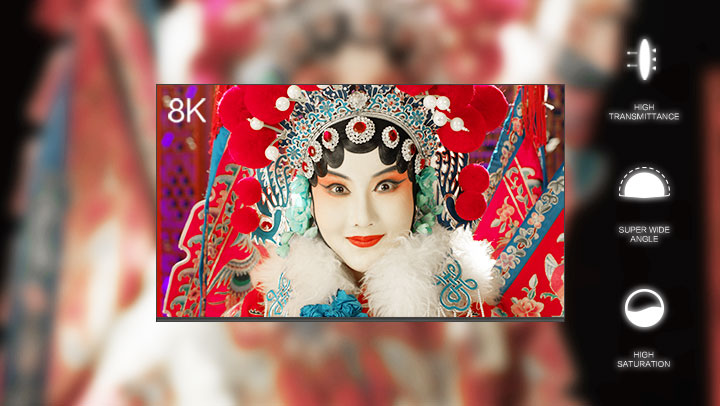 8K
HIGH
TRANSMITTANCE
SUPER WIDE
ANGLE
HIGH
SATURATION